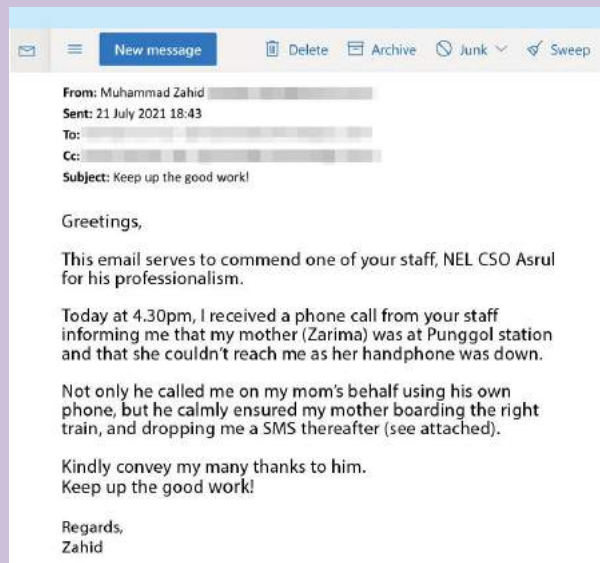 New message Delete Archive Junk Sweep
From: Muhammad Zahid
Sent: 21 July 2021 18:43
To:
Cc:
Subject: Keep up the good work!
Greetings,
This email serves to commend one of your staff, NEL CSO Asrul
for his professionalism.
Today at 4.30pm, I received a phone call from your staff
informing me that my mother (Zarima) was at Punggol station
and that she couldn't reach me as her handphone was down.
Not only he called me on my mom's behalf using his own
phone, but he calmly ensured my mother boarding the right
train, and dropping me a SMS thereafter (see attached).
Kindly convey my many thanks to him.
Keep up the good work!
Regards,
Zahid